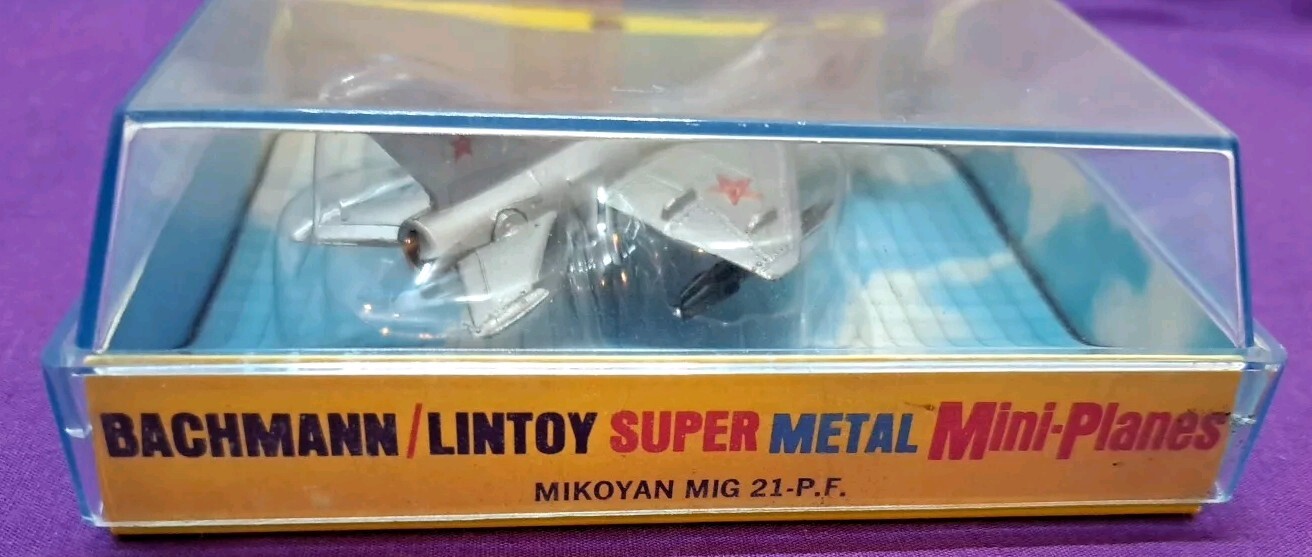 BACHMANN/LINTOY SUPER METAL Mini-Planes
MIKOYAN MIG 21-P.F.